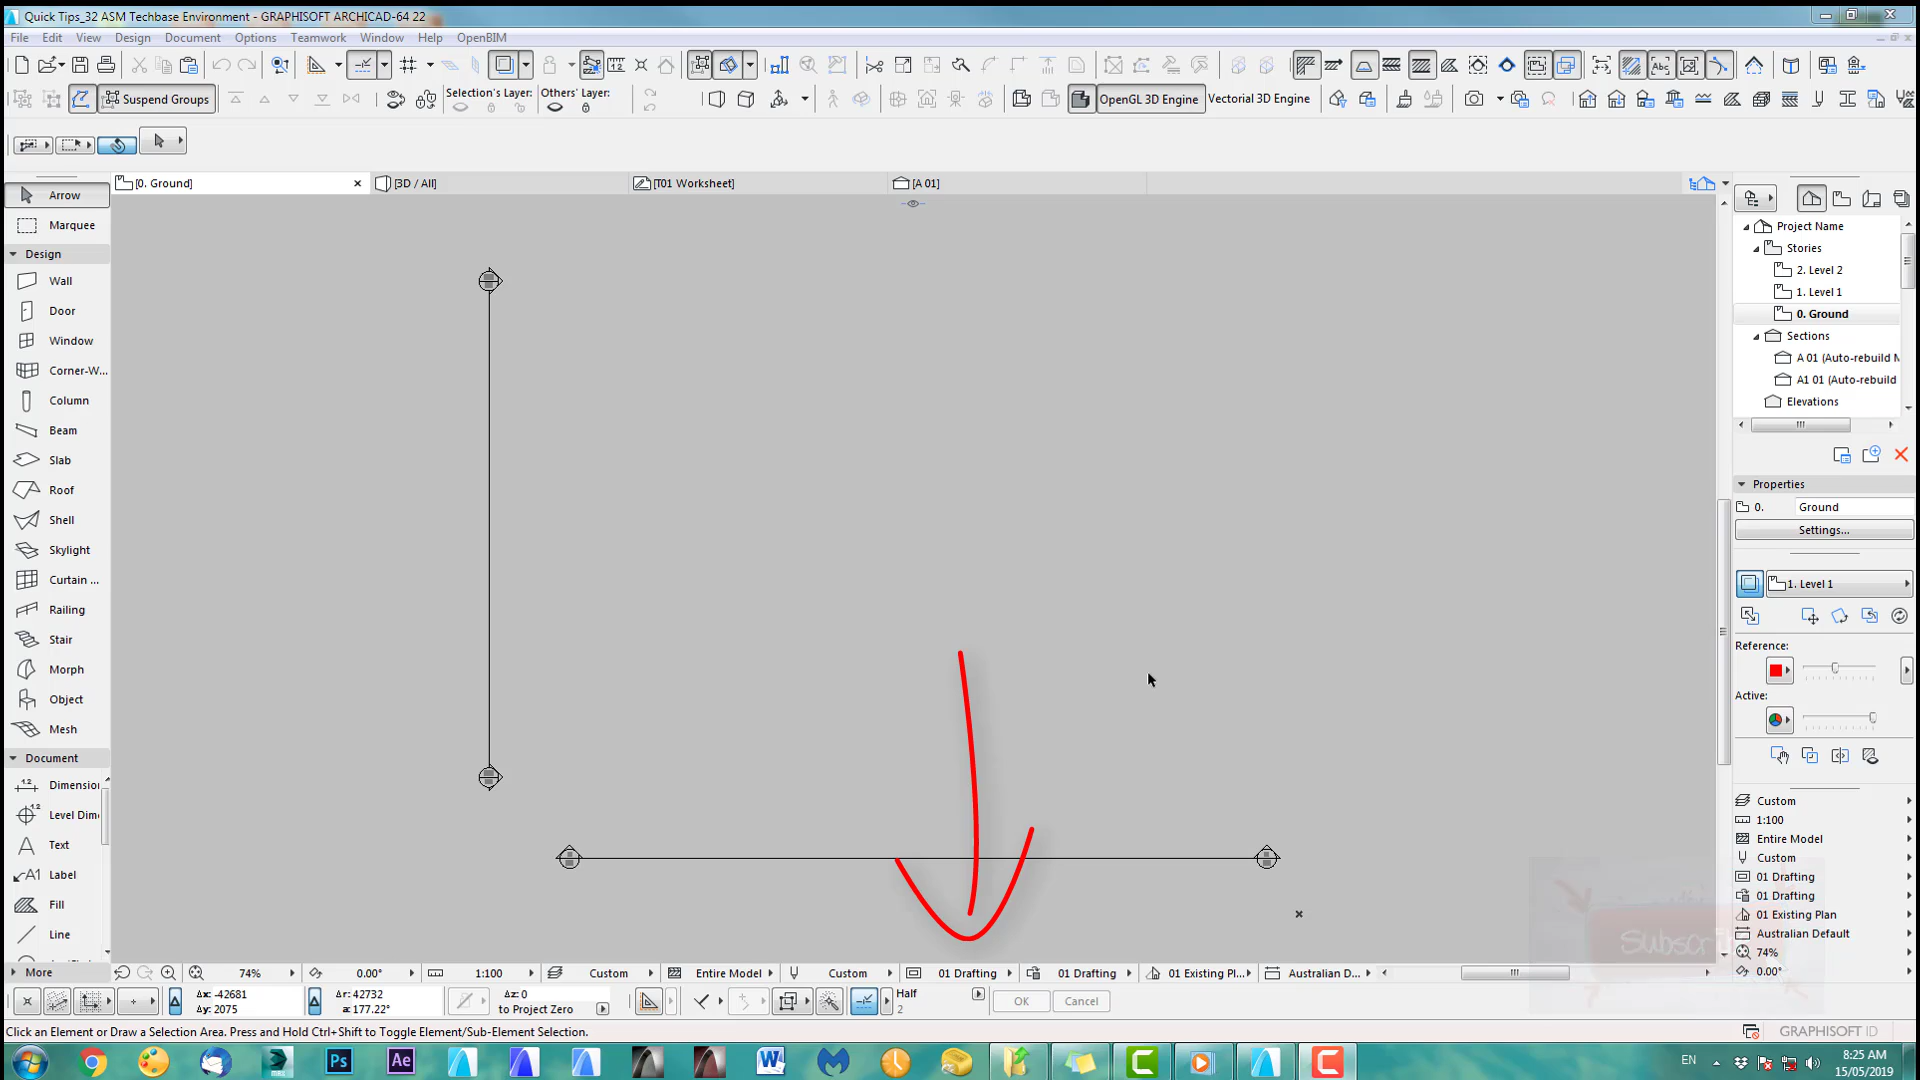 Quick Tips_32 ASM Techbase Environment - GRAPHISOFT ARCHICAD-64 22
File Edit View Design Document Options Teamwork Window Help OpenBIM
Suspend Groups
Selection's Layer:
Others' Layer:
OpenGL 3D Engine
Vectorial 3D Engine
[0. Ground]
[3D / All]
[T01 Worksheet]
[A 01]
Arrow
Marquee
Design
Wall
Door
Window
Corner-W...
Column
Beam
Slab
Roof
Shell
Skylight
Curtain ...
Railing
Stair
Morph
Object
Mesh
Document
Dimension
Level Dim
Text
A1 Label
Fill
Line
More
Project Name
Stories
2. Level 2
1. Level 1
0. Ground
Sections
A 01 (Auto-rebuild M
A1 01 (Auto-rebuild
Elevations
Properties
0. Ground
Settings...
1. Level 1
Reference:
Active:
Custom
1:100
Entire Model
Custom
01 Drafting
01 Drafting
01 Existing Plan
Australian Default
74%
0.00°
Subscri
74% 0.00° 1:100 Custom Entire Model Custom 01 Drafting 01 Drafting 01 Existing Pl... Australian D...
Δx: -42681
Δy: 2075
Δr: 42732
a: 177.22°
Δz: 0
to Project Zero
Half
2
OK
Cancel
Click an Element or Draw a Selection Area. Press and Hold Ctrl+Shift to Toggle Element/Sub-Element Selection.
GRAPHISOFT ID
Ps
Ae
EN
8:25 AM
15/05/2019